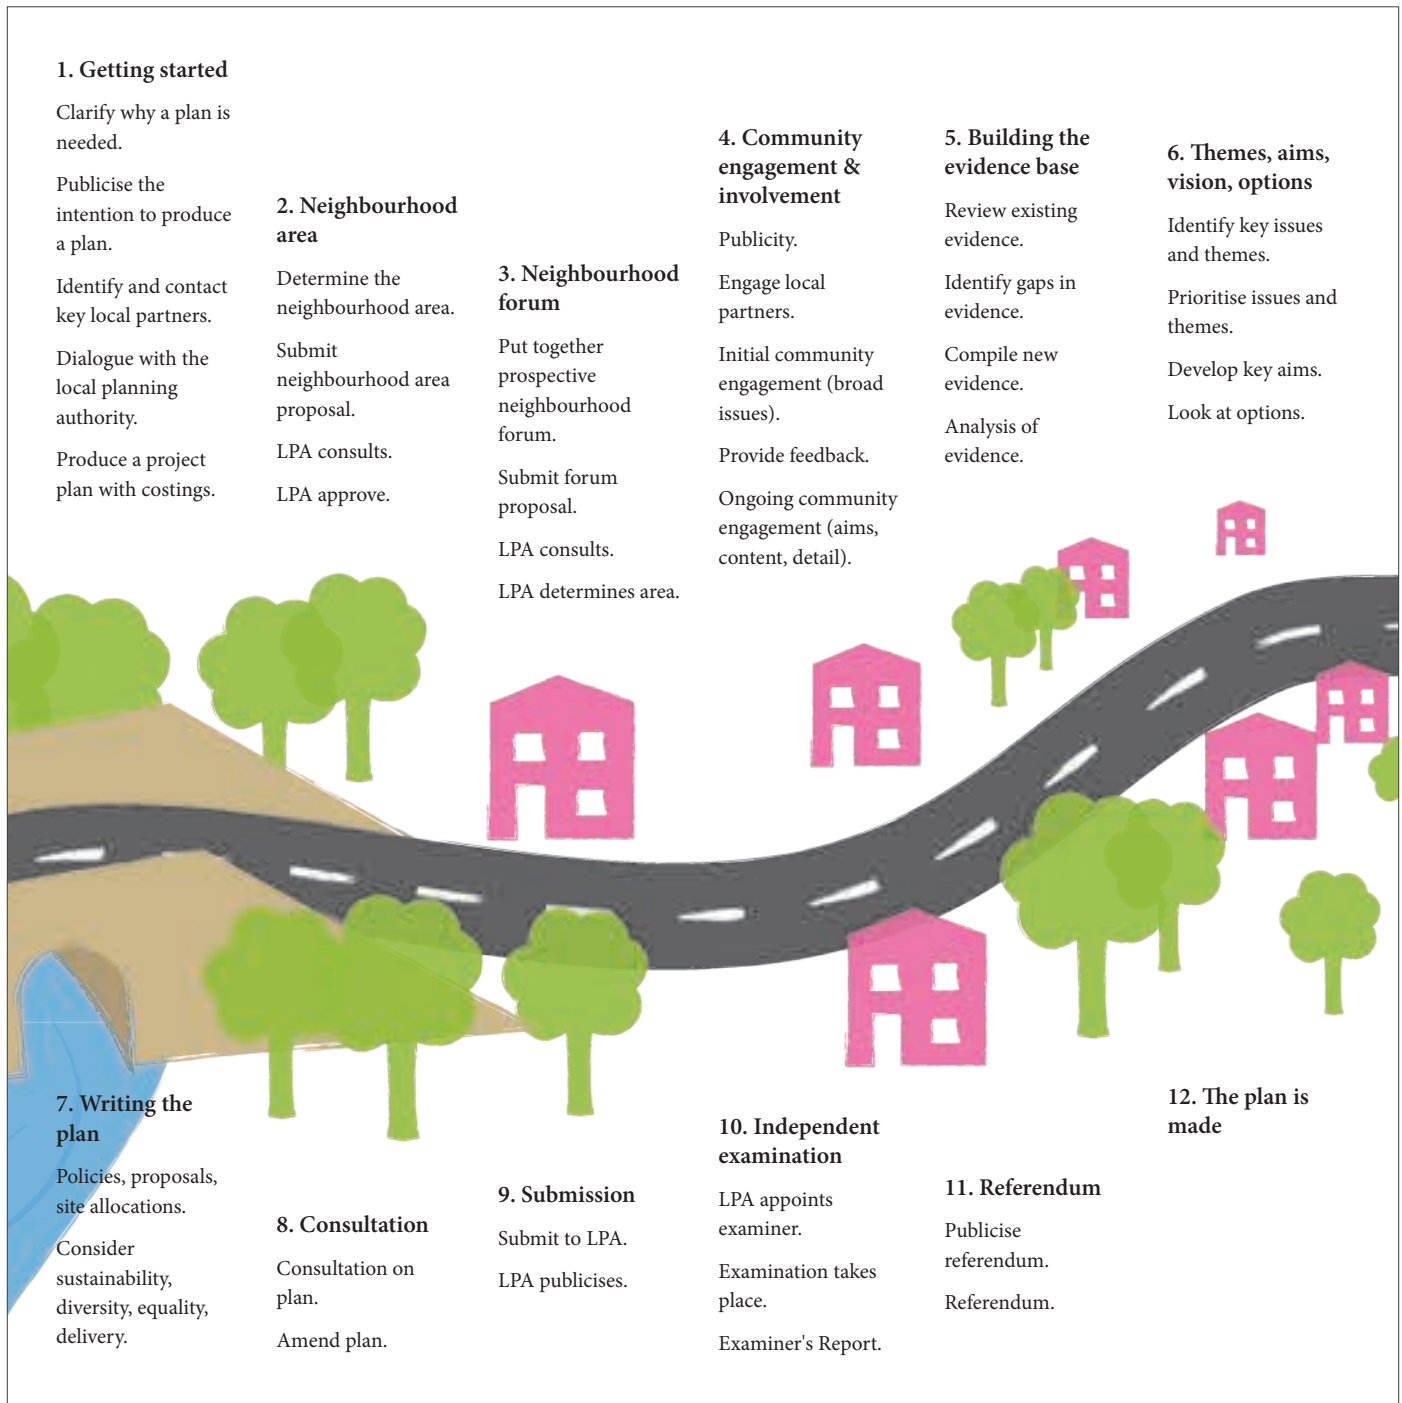 1. Getting started
Clarify why a plan is
needed.
Publicise the
intention to produce
a plan.
Identify and contact
key local partners.
Dialogue with the
local planning
authority.
Produce a project
plan with costings.
2. Neighbourhood
area
Determine the
neighbourhood area.
Submit
neighbourhood area
proposal.
LPA consults.
LPA approve.
3. Neighbourhood
forum
Put together
prospective
neighbourhood
forum.
Submit forum
proposal.
LPA consults.
LPA determines area.
4. Community
engagement &
involvement
Publicity.
Engage local
partners.
Initial community
engagement (broad
issues).
Provide feedback.
Ongoing community
engagement (aims,
content, detail).
5. Building the
evidence base
Review existing
evidence.
Identify gaps in
evidence.
Compile new
evidence.
Analysis of
evidence.
6. Themes, aims,
vision, options
Identify key issues
and themes.
Prioritise issues and
themes.
Develop key aims.
Look at options.
7. Writing the
plan
Policies, proposals,
site allocations.
Consider
sustainability,
diversity, equality,
delivery.
8. Consultation
Consultation on
plan.
Amend plan.
9. Submission
Submit to LPA.
LPA publicises.
10. Independent
examination
LPA appoints
examiner.
Examination takes
place.
Examiner's Report.
11. Referendum
Publicise
referendum.
Referendum.
12. The plan is
made